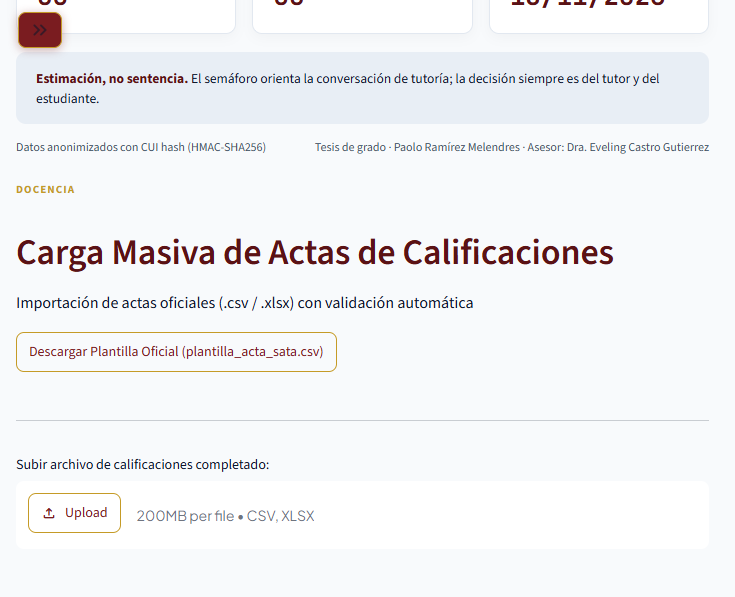 Estimación, no sentencia. El semáforo orienta la conversación de tutoría; la decisión siempre es del tutor y del
estudiante.
Datos anonimizados con CUI hash (HMAC-SHA256)
Tesis de grado · Paolo Ramírez Melendres · Asesor: Dra. Eveling Castro Gutierrez
DOCENCIA
Carga Masiva de Actas de Calificaciones
Importación de actas oficiales (.csv / .xlsx) con validación automática
Descargar Plantilla Oficial (plantilla_acta_sata.csv)
Subir archivo de calificaciones completado:
Upload
200MB per file • CSV, XLSX